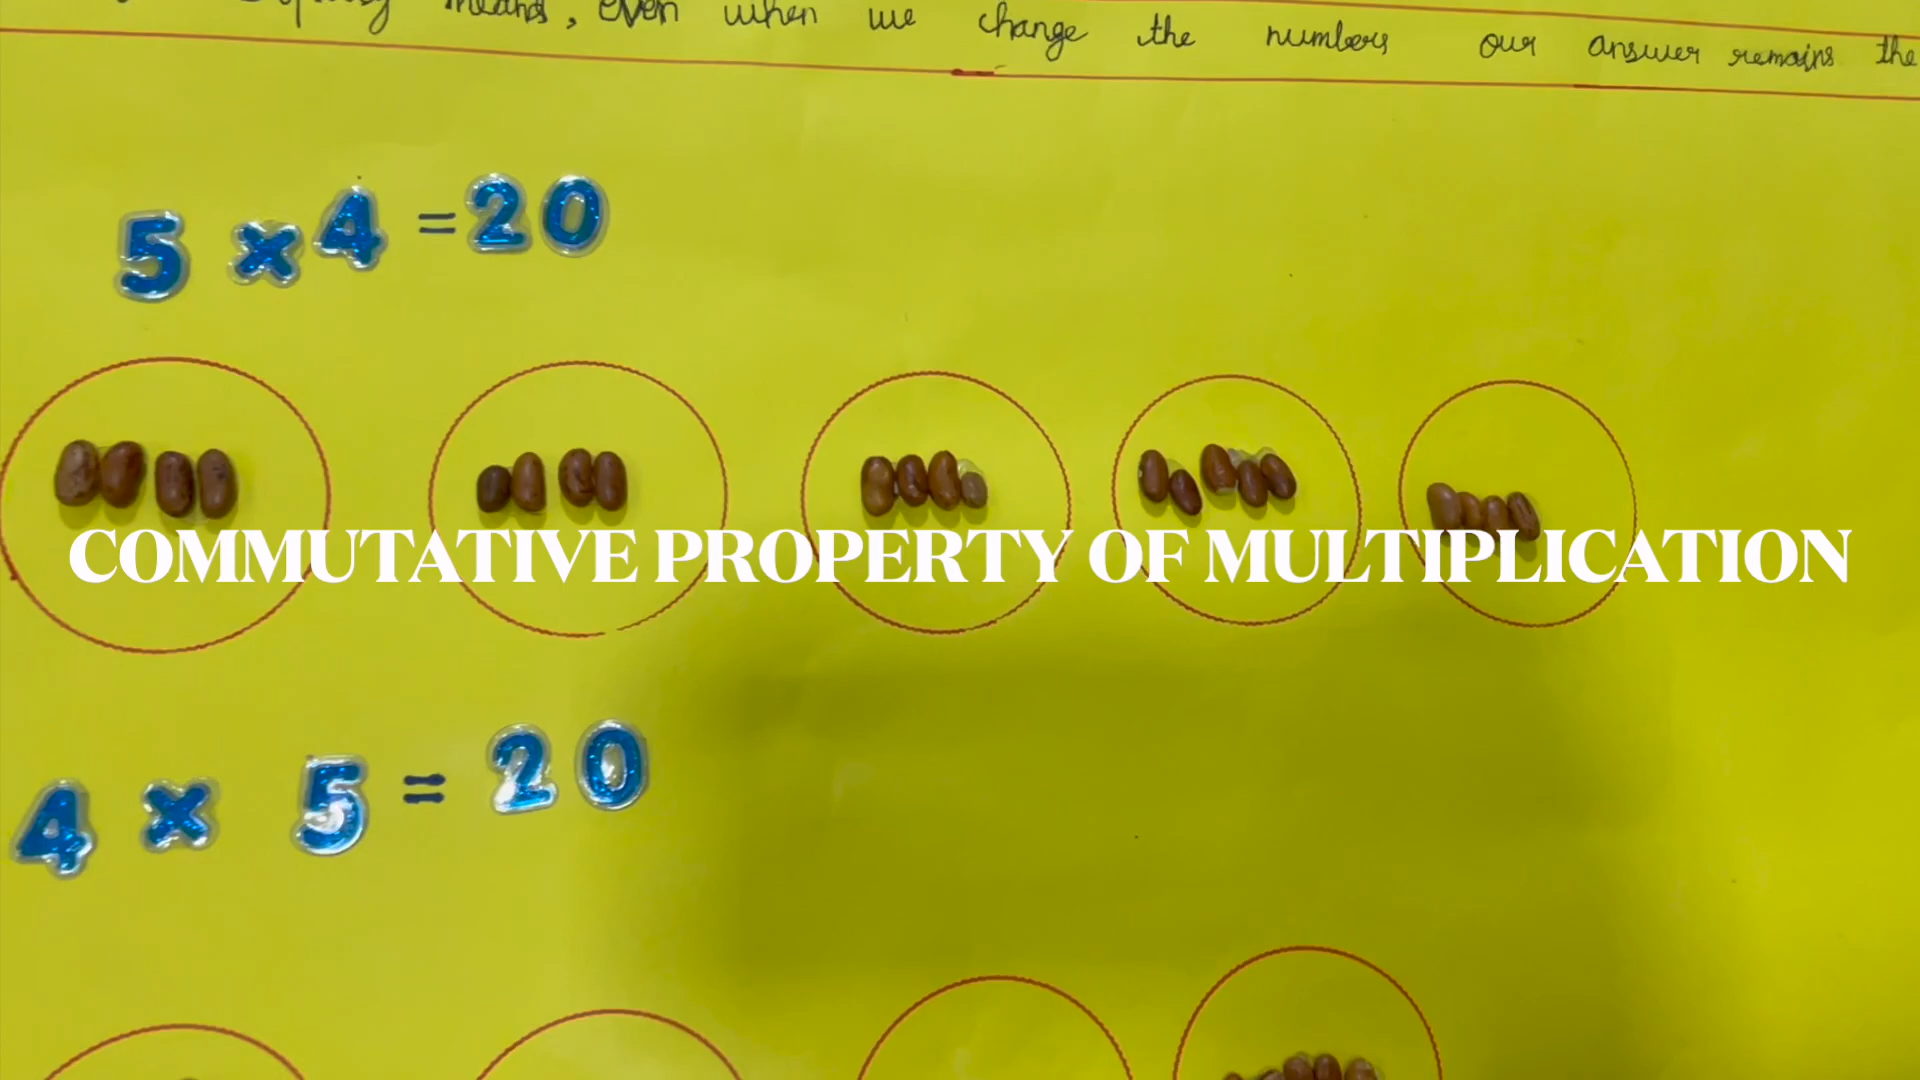 means, even when we change the numbers our answer remains the
5 × 4 = 20
COMMUTATIVE PROPERTY OF MULTIPLICATION
4 × 5 = 20